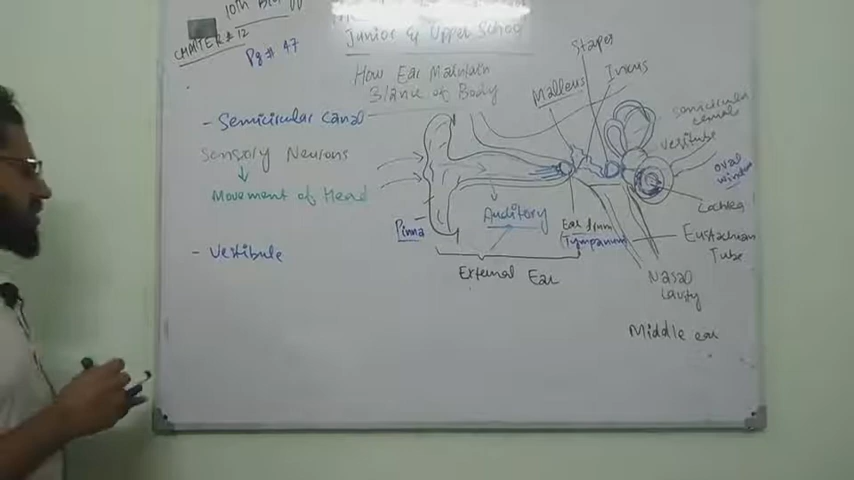 10th Bio
CHAPTER # 12
Pg # 47
Junior & Upper School
How Ear Maintain
Blance of Body
- Semicircular Canal
Sensory Neurons
Movement of Head
- Vestibule
Stapes
Incus
Malleus
Semicircular
canal
Vestibule
oval
window
Cochlea
Eustachian
Tube
Nasal
Cavity
Middle ear
Pinna
Auditory
Ear drum
(Tympanum)
External Ear